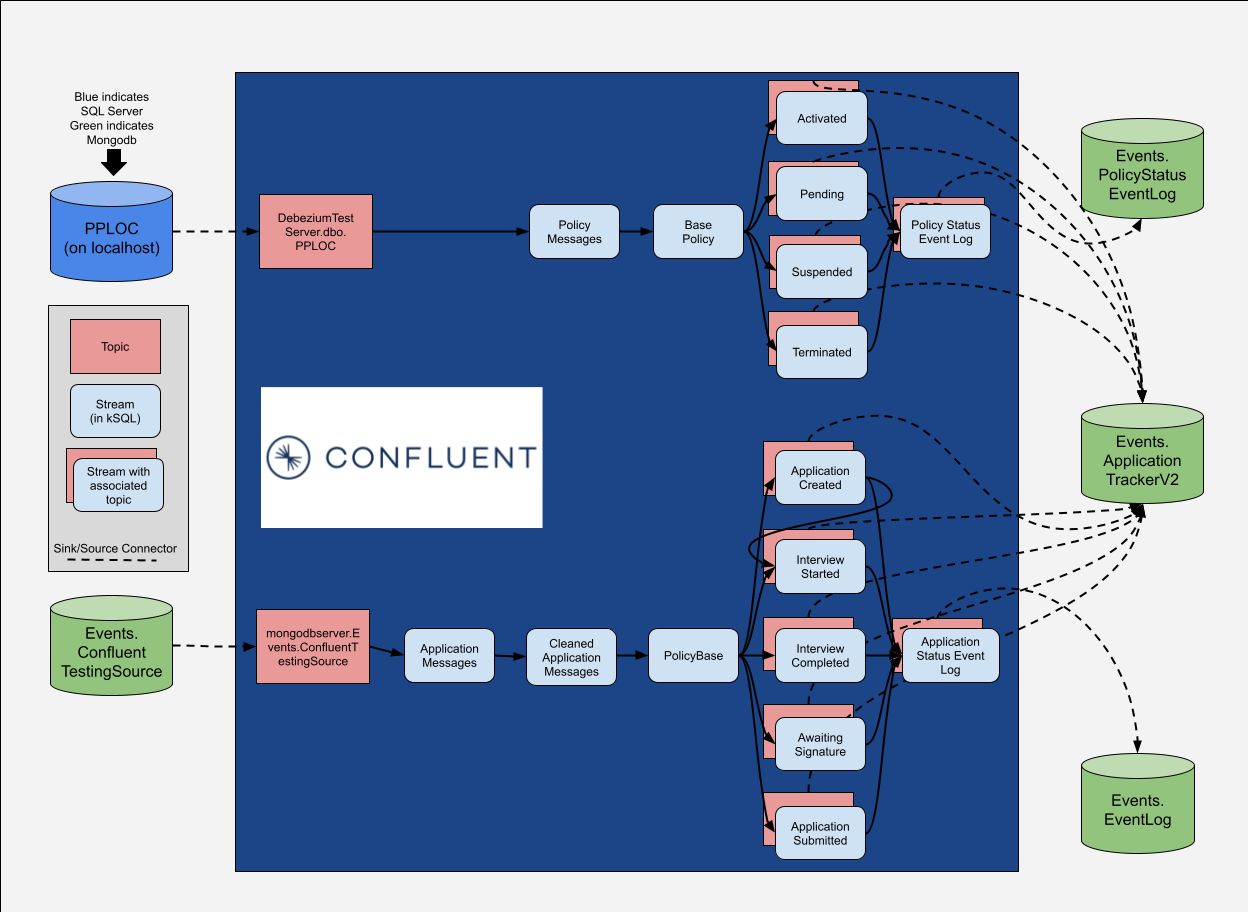 Blue indicates
SQL Server
Green indicates
Mongodb
PPLOC
(on localhost)
DebeziumTest
Server.dbo.
PPLOC
Policy
Messages
Base
Policy
Activated
Pending
Suspended
Terminated
Policy Status
Event Log
Events.
PolicyStatus
EventLog
Topic
Stream
(in kSQL)
Stream with
associated
topic
Sink/Source Connector
CONFLUENT
Events.
Application
TrackerV2
Events.
Confluent
TestingSource
mongodbserver.E
vents.ConfluentT
estingSource
Application
Messages
Cleaned
Application
Messages
PolicyBase
Application
Created
Interview
Started
Interview
Completed
Awaiting
Signature
Application
Submitted
Application
Status Event
Log
Events.
EventLog